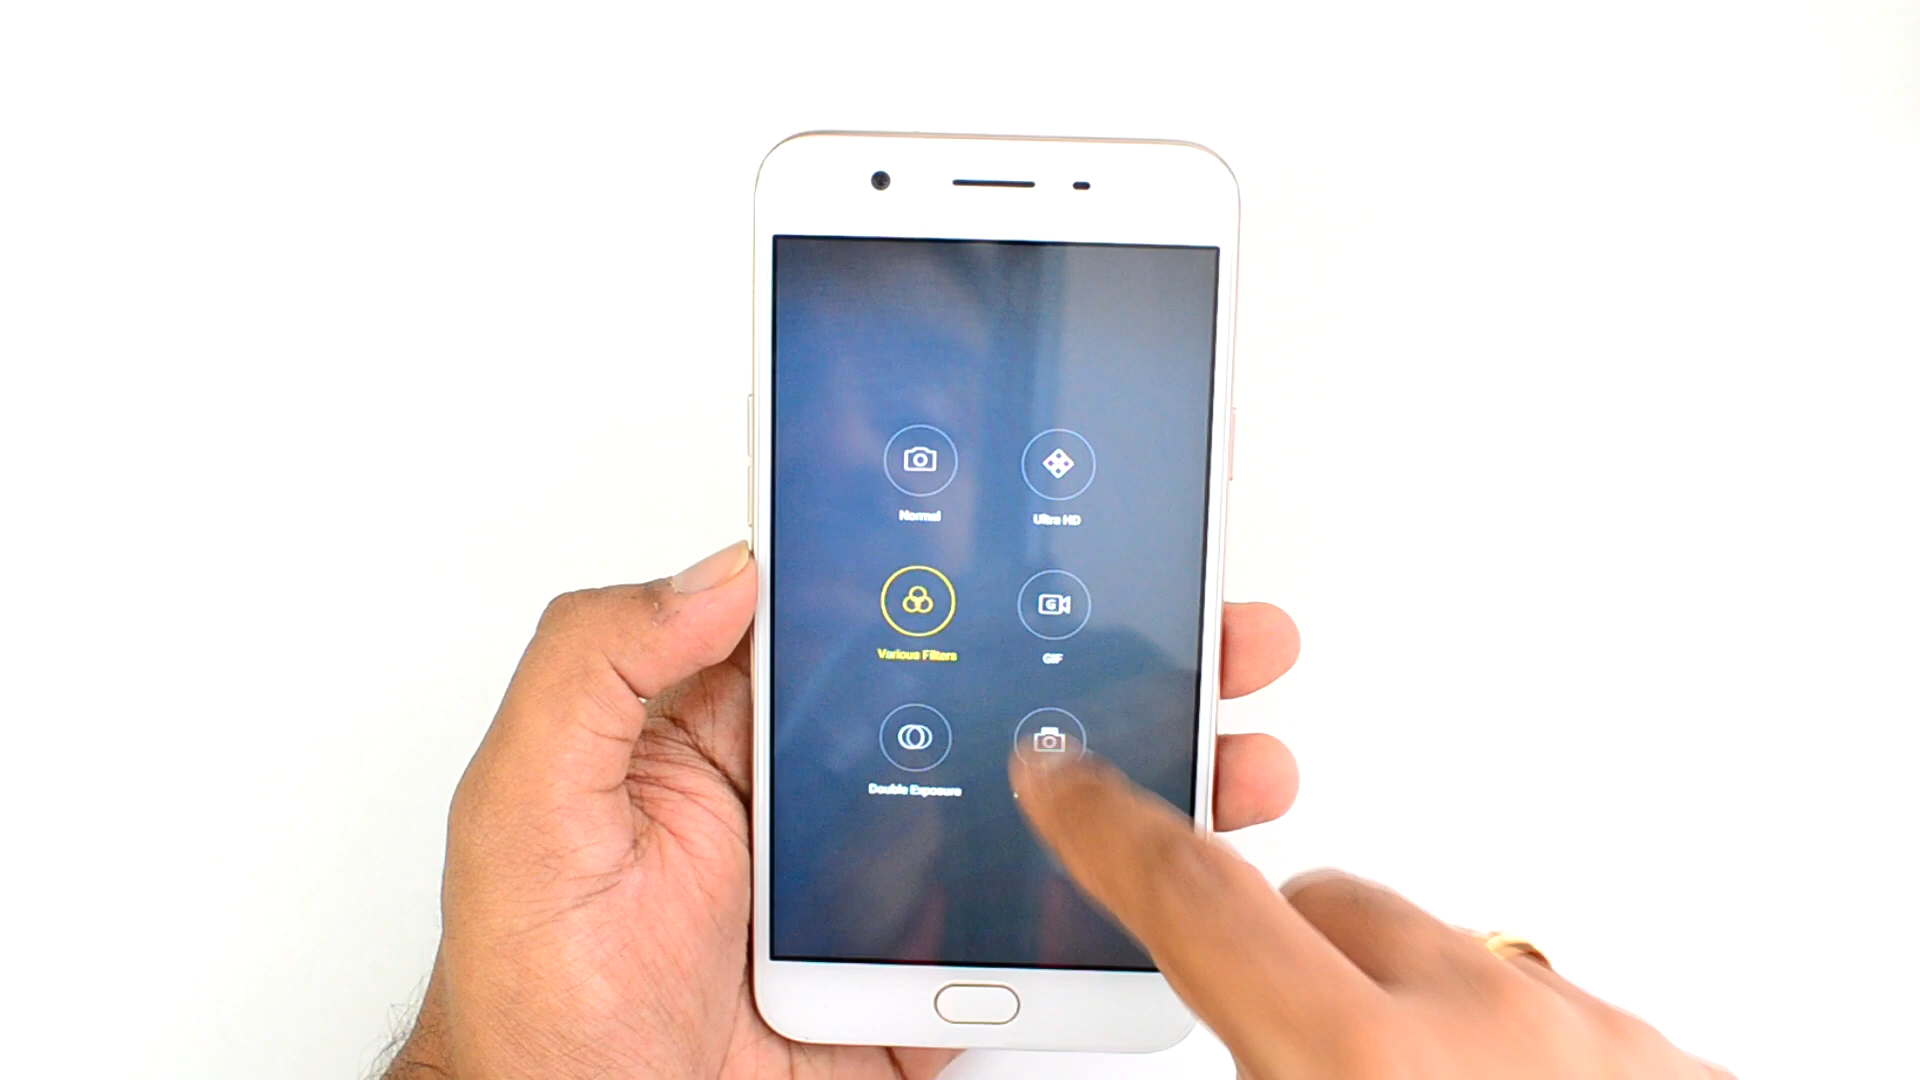 Normal
Ultra HD
Various Filters
GIF
Double Exposure